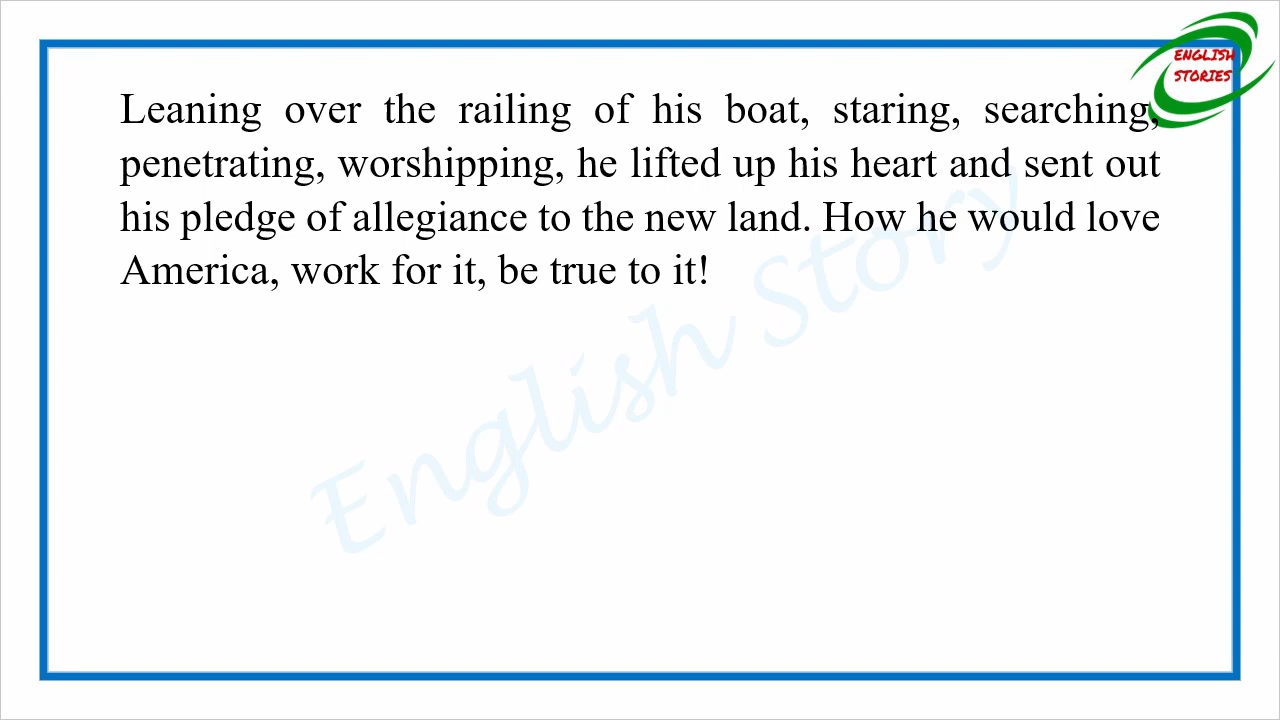 ENGLISH
STORIES
Leaning over the railing of his boat, staring, searching,
penetrating, worshipping, he lifted up his heart and sent out
his pledge of allegiance to the new land. How he would love
America, work for it, be true to it!
English Story